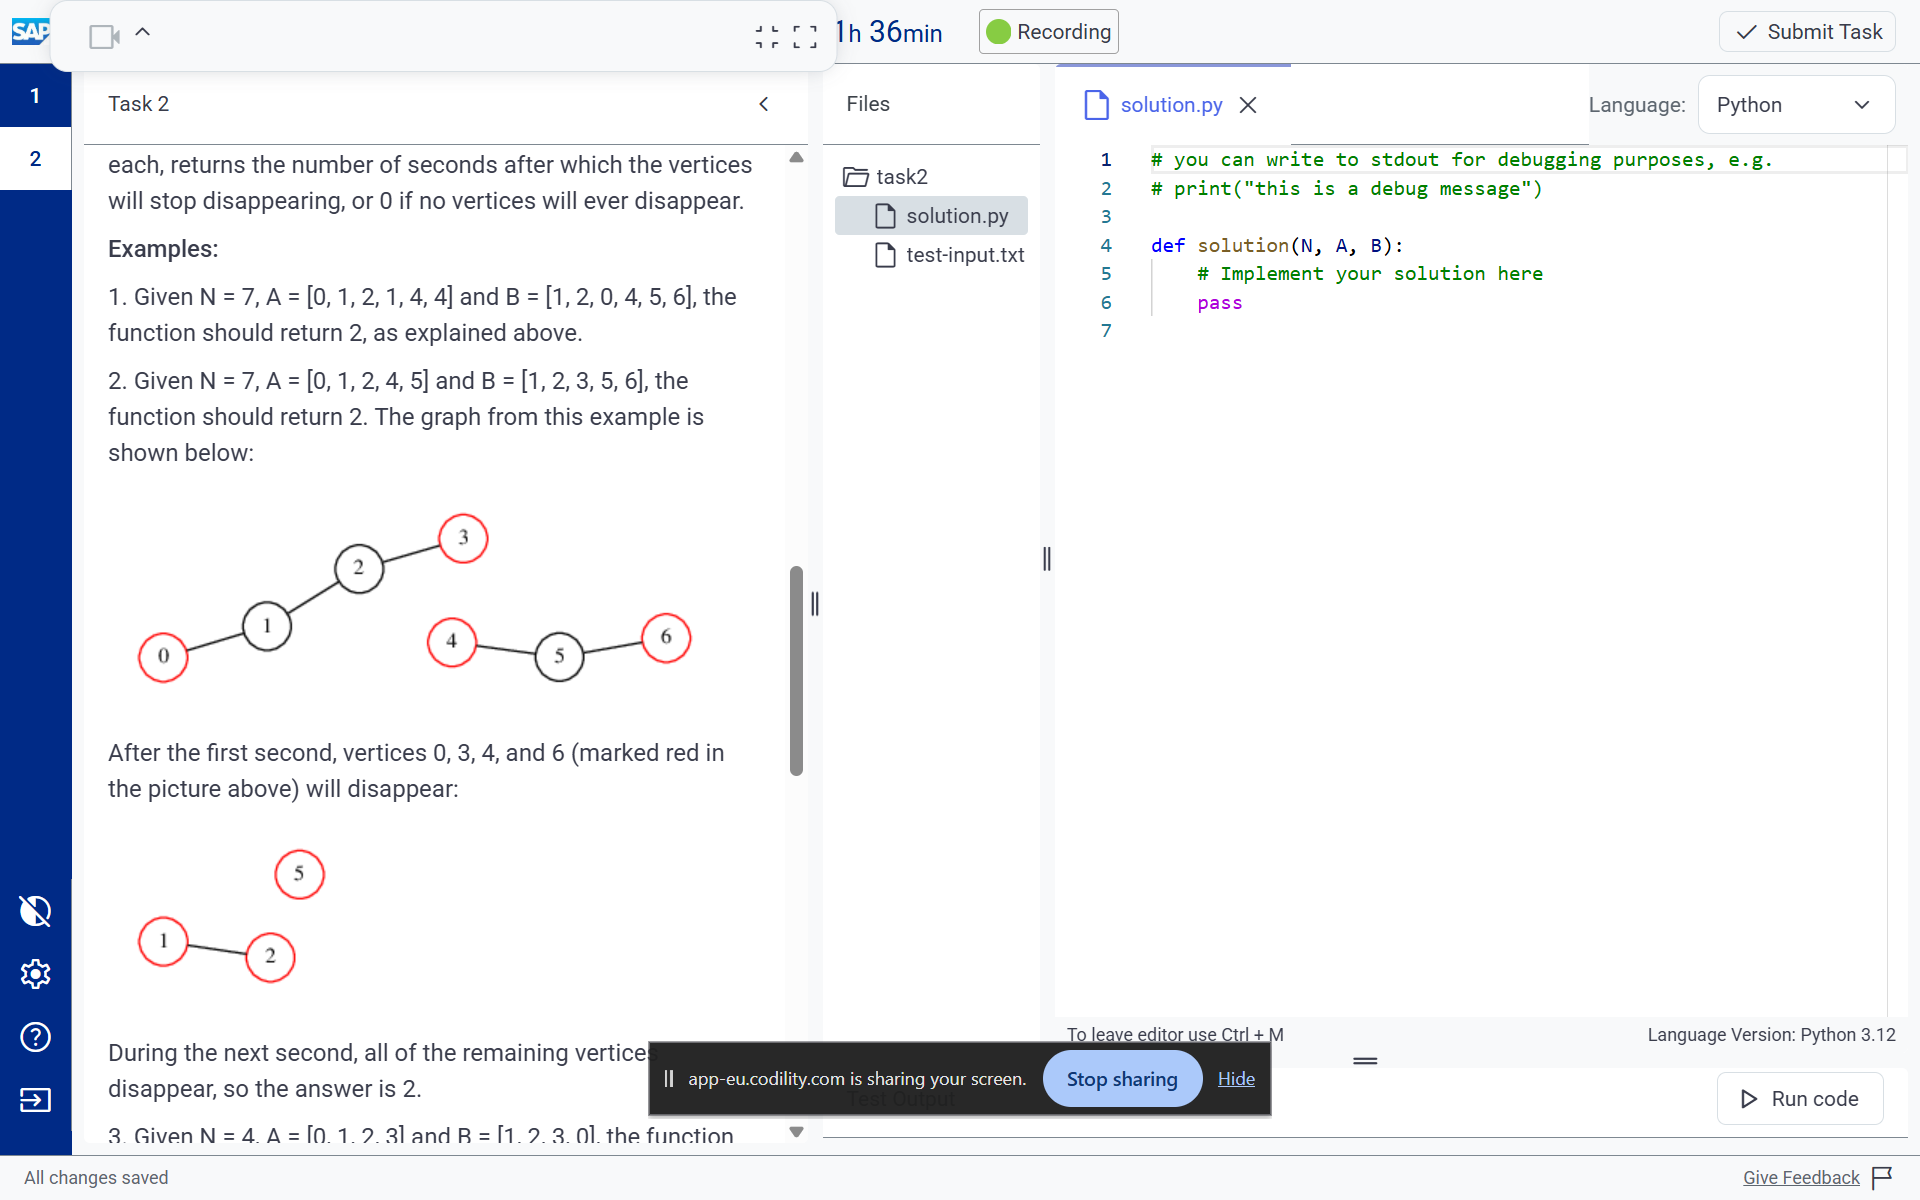 SAP
1h 36min
Recording
Submit Task
1
2
Task 2
Files
solution.py
Language:
Python
each, returns the number of seconds after which the vertices
will stop disappearing, or 0 if no vertices will ever disappear.
Examples:
1. Given N = 7, A = [0, 1, 2, 1, 4, 4] and B = [1, 2, 0, 4, 5, 6], the
function should return 2, as explained above.
2. Given N = 7, A = [0, 1, 2, 4, 5] and B = [1, 2, 3, 5, 6], the
function should return 2. The graph from this example is
shown below:
3
2
1
0
4
5
6
After the first second, vertices 0, 3, 4, and 6 (marked red in
the picture above) will disappear:
5
1
2
During the next second, all of the remaining vertices
disappear, so the answer is 2.
3. Given N = 4, A = [0, 1, 2, 3] and B = [1, 2, 3, 0], the function
task2
solution.py
test-input.txt
1 # you can write to stdout for debugging purposes, e.g.
2 # print("this is a debug message")
3
4 def solution(N, A, B):
5 # Implement your solution here
6 pass
7
To leave editor use Ctrl + M
Language Version: Python 3.12
app-eu.codility.com is sharing your screen.
Stop sharing
Hide
Test Output
Run code
All changes saved
Give Feedback